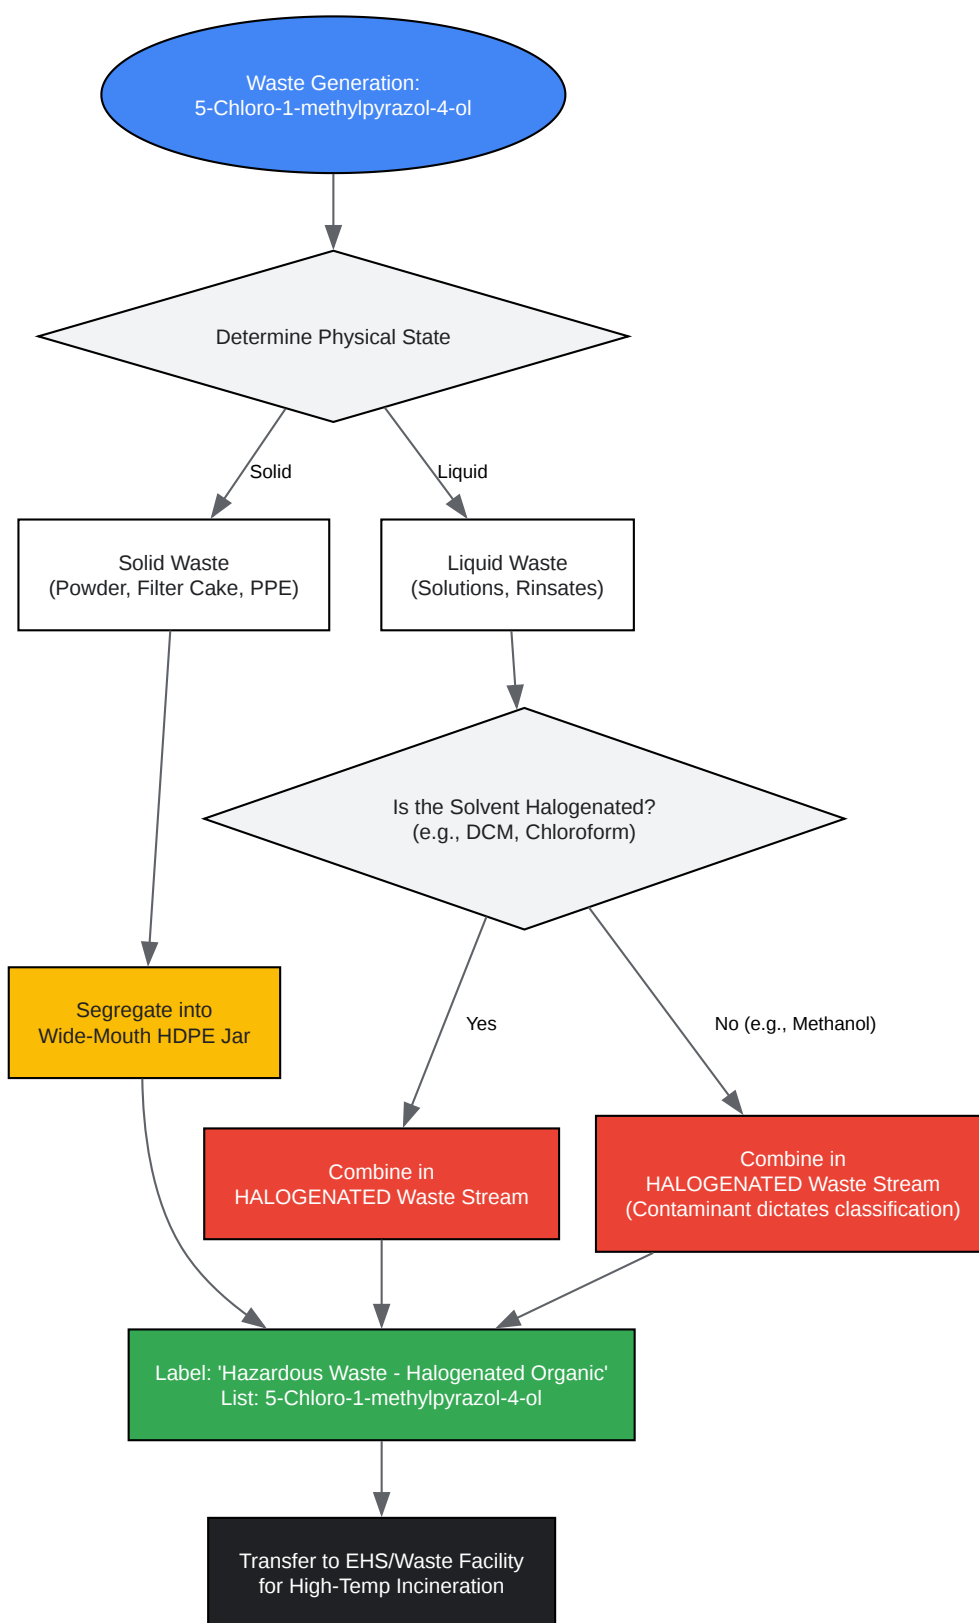 Waste Generation:
5-Chloro-1-methylpyrazol-4-ol
Determine Physical State
Solid
Liquid
Solid Waste
(Powder, Filter Cake, PPE)
Liquid Waste
(Solutions, Rinsates)
Is the Solvent Halogenated?
(e.g., DCM, Chloroform)
Segregate into
Wide-Mouth HDPE Jar
Yes
No (e.g., Methanol)
Combine in
HALOGENATED Waste Stream
Combine in
HALOGENATED Waste Stream
(Contaminant dictates classification)
Label: 'Hazardous Waste - Halogenated Organic'
List: 5-Chloro-1-methylpyrazol-4-ol
Transfer to EHS/Waste Facility
for High-Temp Incineration